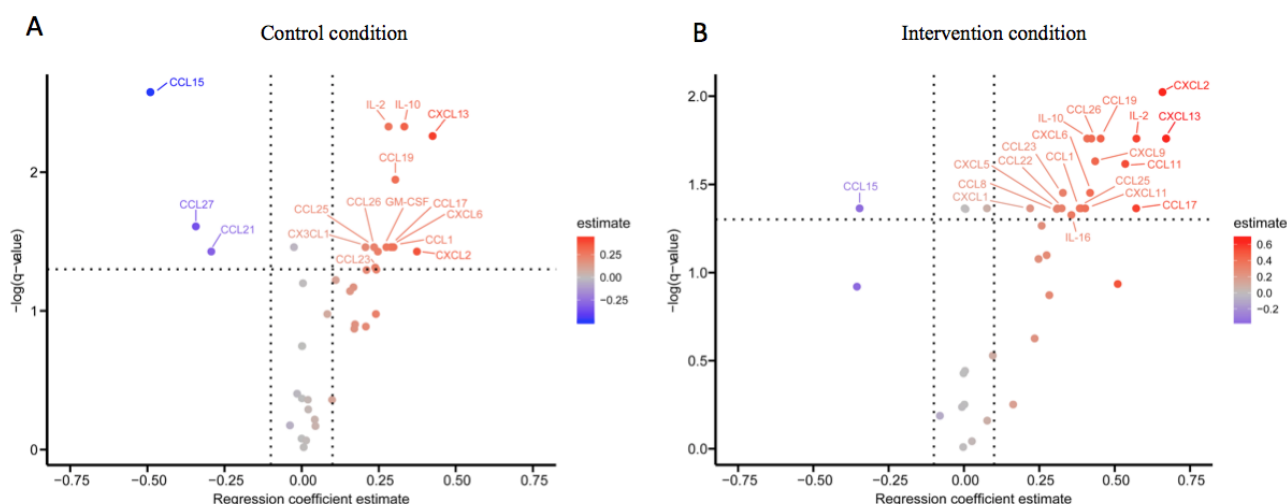 A
Control condition
CCL15
IL-2
IL-10
CXCL13
CCL19
CCL27
CCL21
CCL26
GM-CSF
CCL17
CCL25
CXCL6
CX3CL1
CCL1
CCL23
CXCL2
−log(q−value)
2
1
0
−0.75
−0.50
−0.25
0.00
0.25
0.50
0.75
Regression coefficient estimate
estimate
0.25
0.00
−0.25
B
Intervention condition
CXCL2
CCL19
CCL26
IL-2
IL-10
CXCL13
CXCL6
CCL23
CCL1
CXCL9
CXCL5
CCL22
CCL11
CCL15
CCL8
CCL25
CXCL1
CXCL11
CCL17
IL-16
−log(q−value)
2.0
1.5
1.0
0.5
0.0
−0.75
−0.50
−0.25
0.00
0.25
0.50
0.75
Regression coefficient estimate
estimate
0.6
0.4
0.2
0.0
−0.2